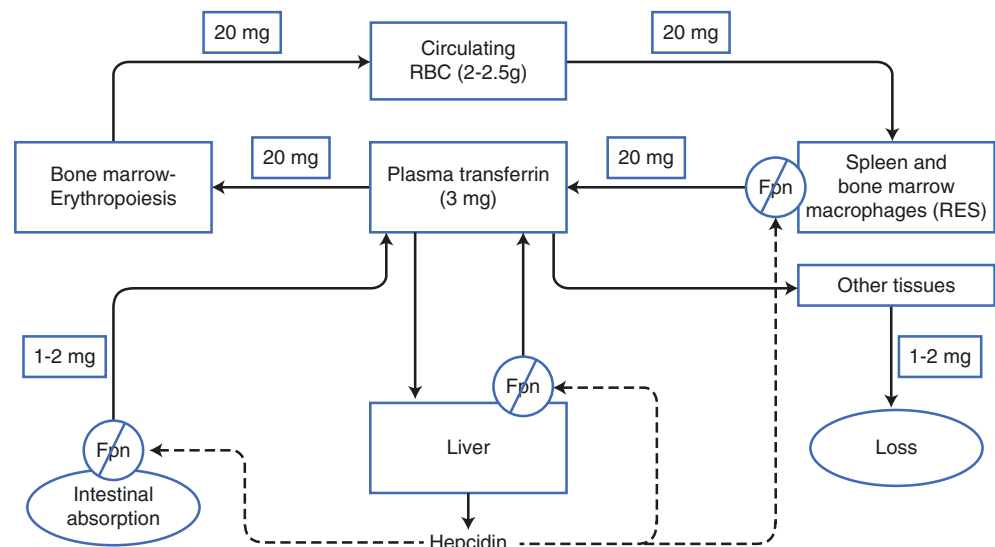 20 mg
20 mg
Circulating
RBC (2-2.5g)
Bone marrow-
Erythropoiesis
20 mg
Plasma transferrin
(3 mg)
20 mg
Fpn
Spleen and
bone marrow
macrophages (RES)
Other tissues
1-2 mg
1-2 mg
Fpn
Fpn
Liver
Loss
Intestinal
absorption
Hepcidin